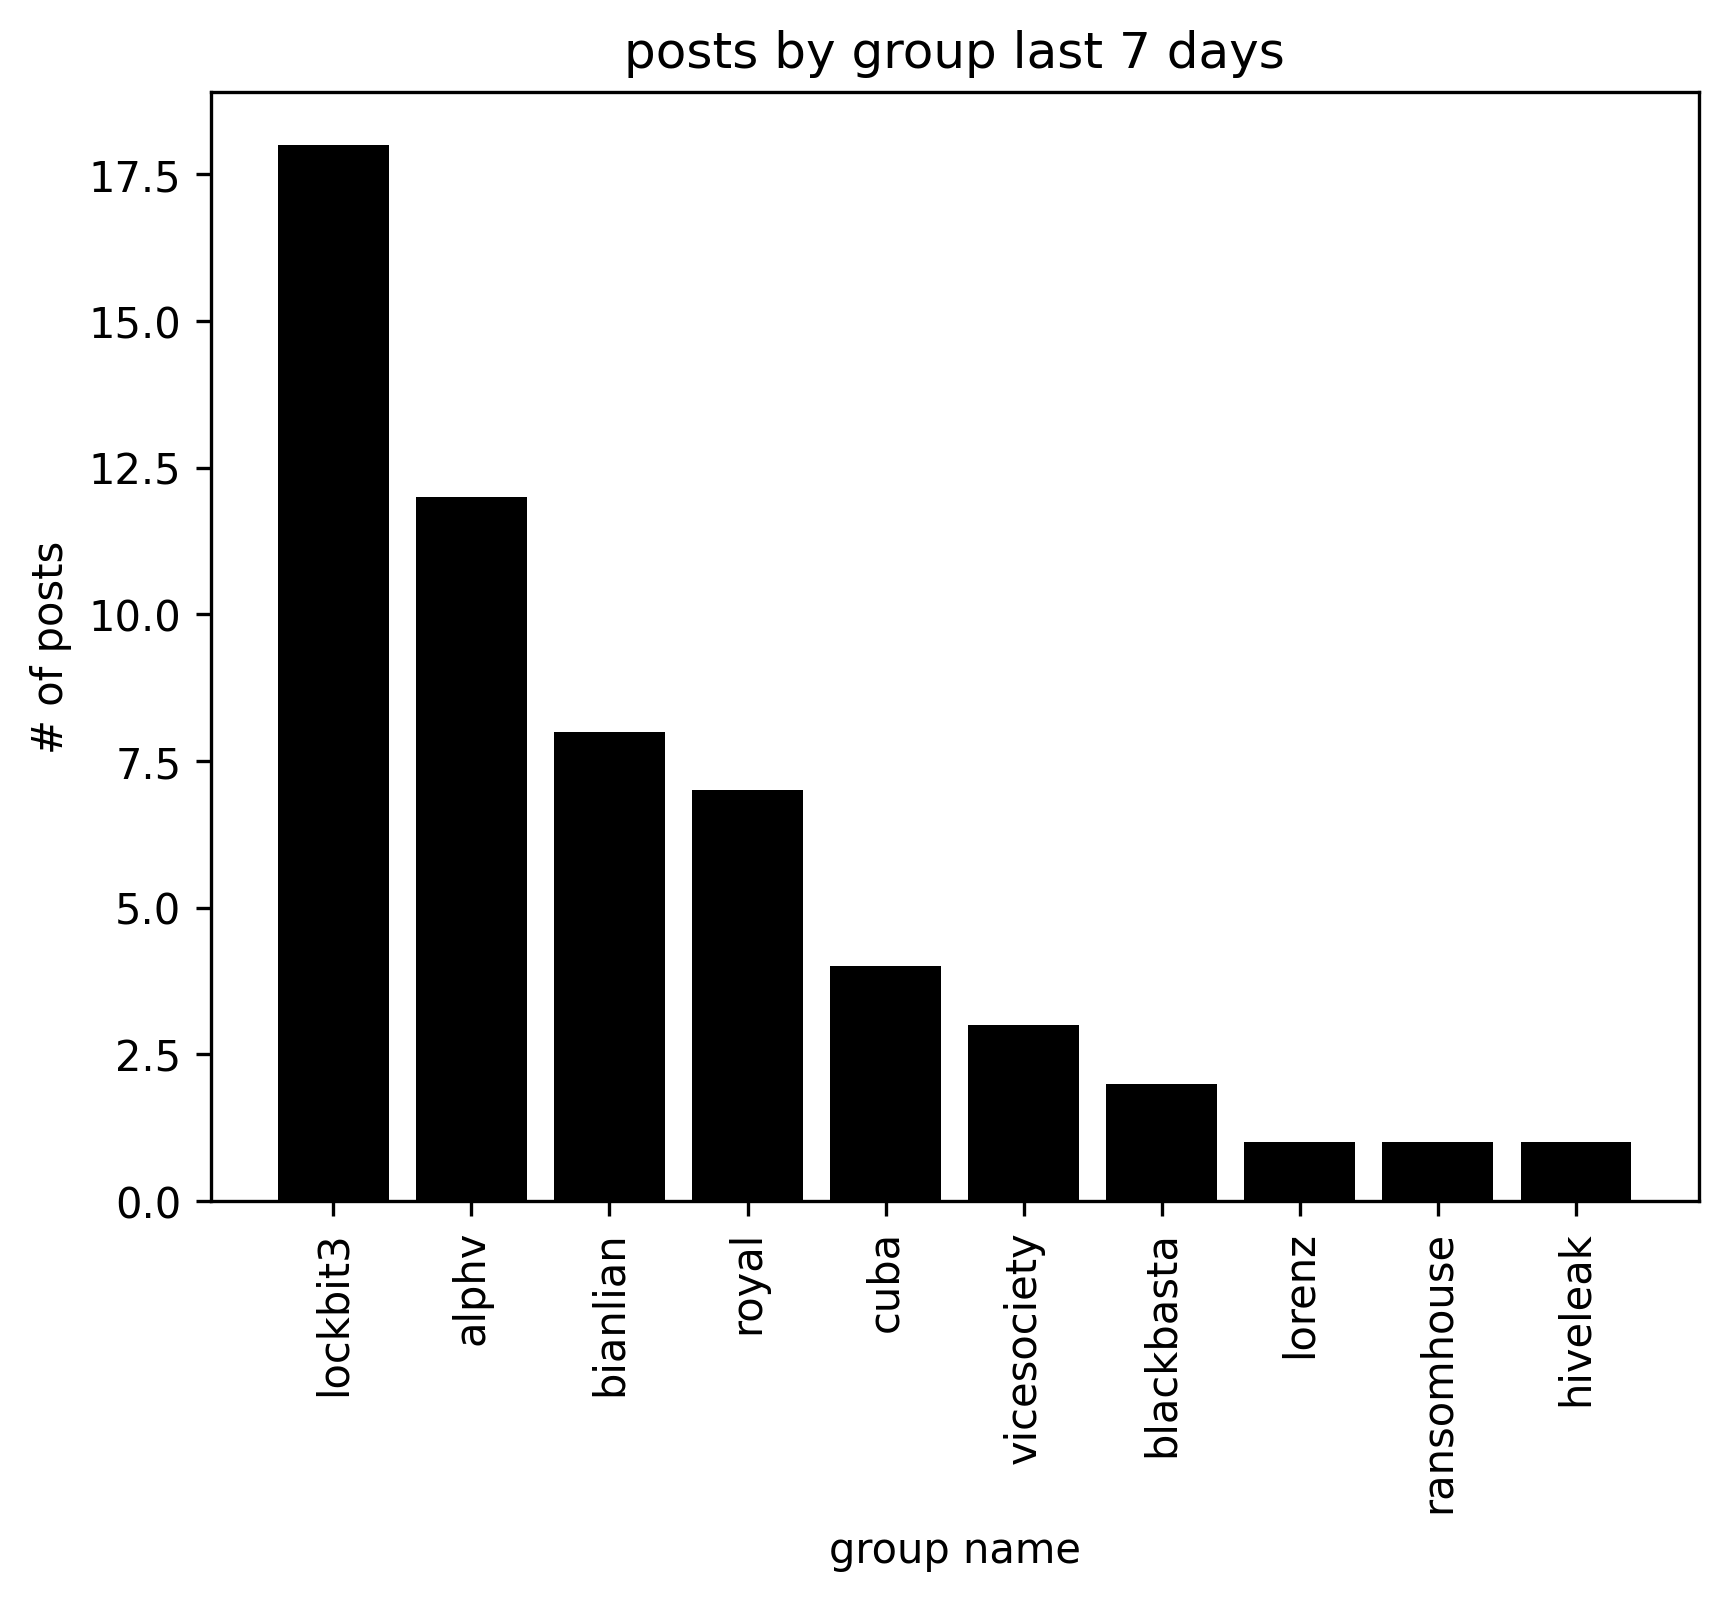 posts by group last 7 days
# of posts
17.5
15.0
12.5
10.0
7.5
5.0
2.5
0.0
lockbit3
alphv
bianlian
royal
cuba
vicesociety
blackbasta
lorenz
ransomhouse
hiveleak
group name